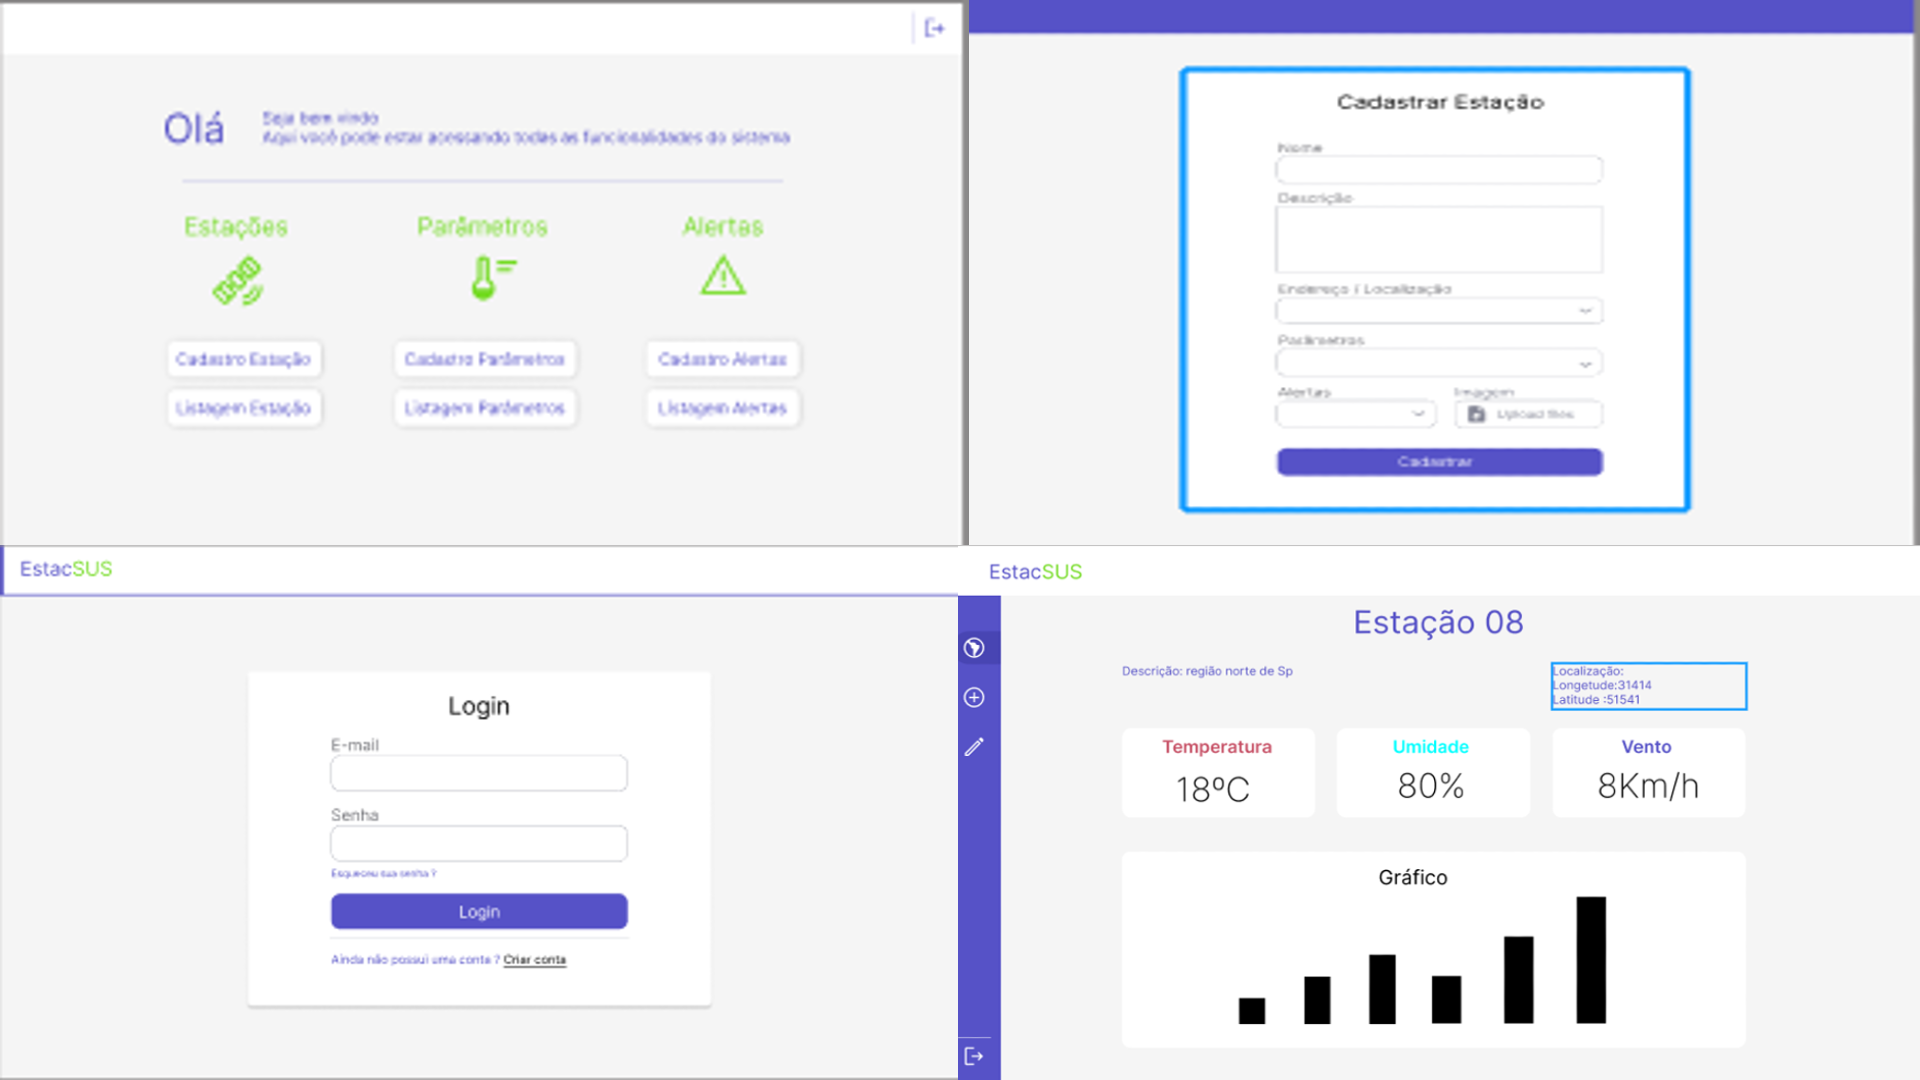 Olá
Seja bem vindo
Aqui você pode estar acessando todas as funcionalidades do sistema
Estações
Parâmetros
Alertas
Cadastro Estação
Cadastro Parâmetros
Cadastro Alertas
Listagem Estação
Listagem Parâmetros
Listagem Alertas
Cadastrar Estação
Nome
Descrição
Endereço / Localização
Parâmetros
Alertas
Imagem
Upload files
Cadastrar
EstacSUS
Login
E-mail
Senha
Esqueceu sua senha ?
Login
Ainda não possui uma conta ? Criar conta
EstacSUS
Estação 08
Descrição: região norte de Sp
Localização:
Longetude:31414
Latitude :51541
Temperatura
18ºC
Umidade
80%
Vento
8Km/h
Gráfico